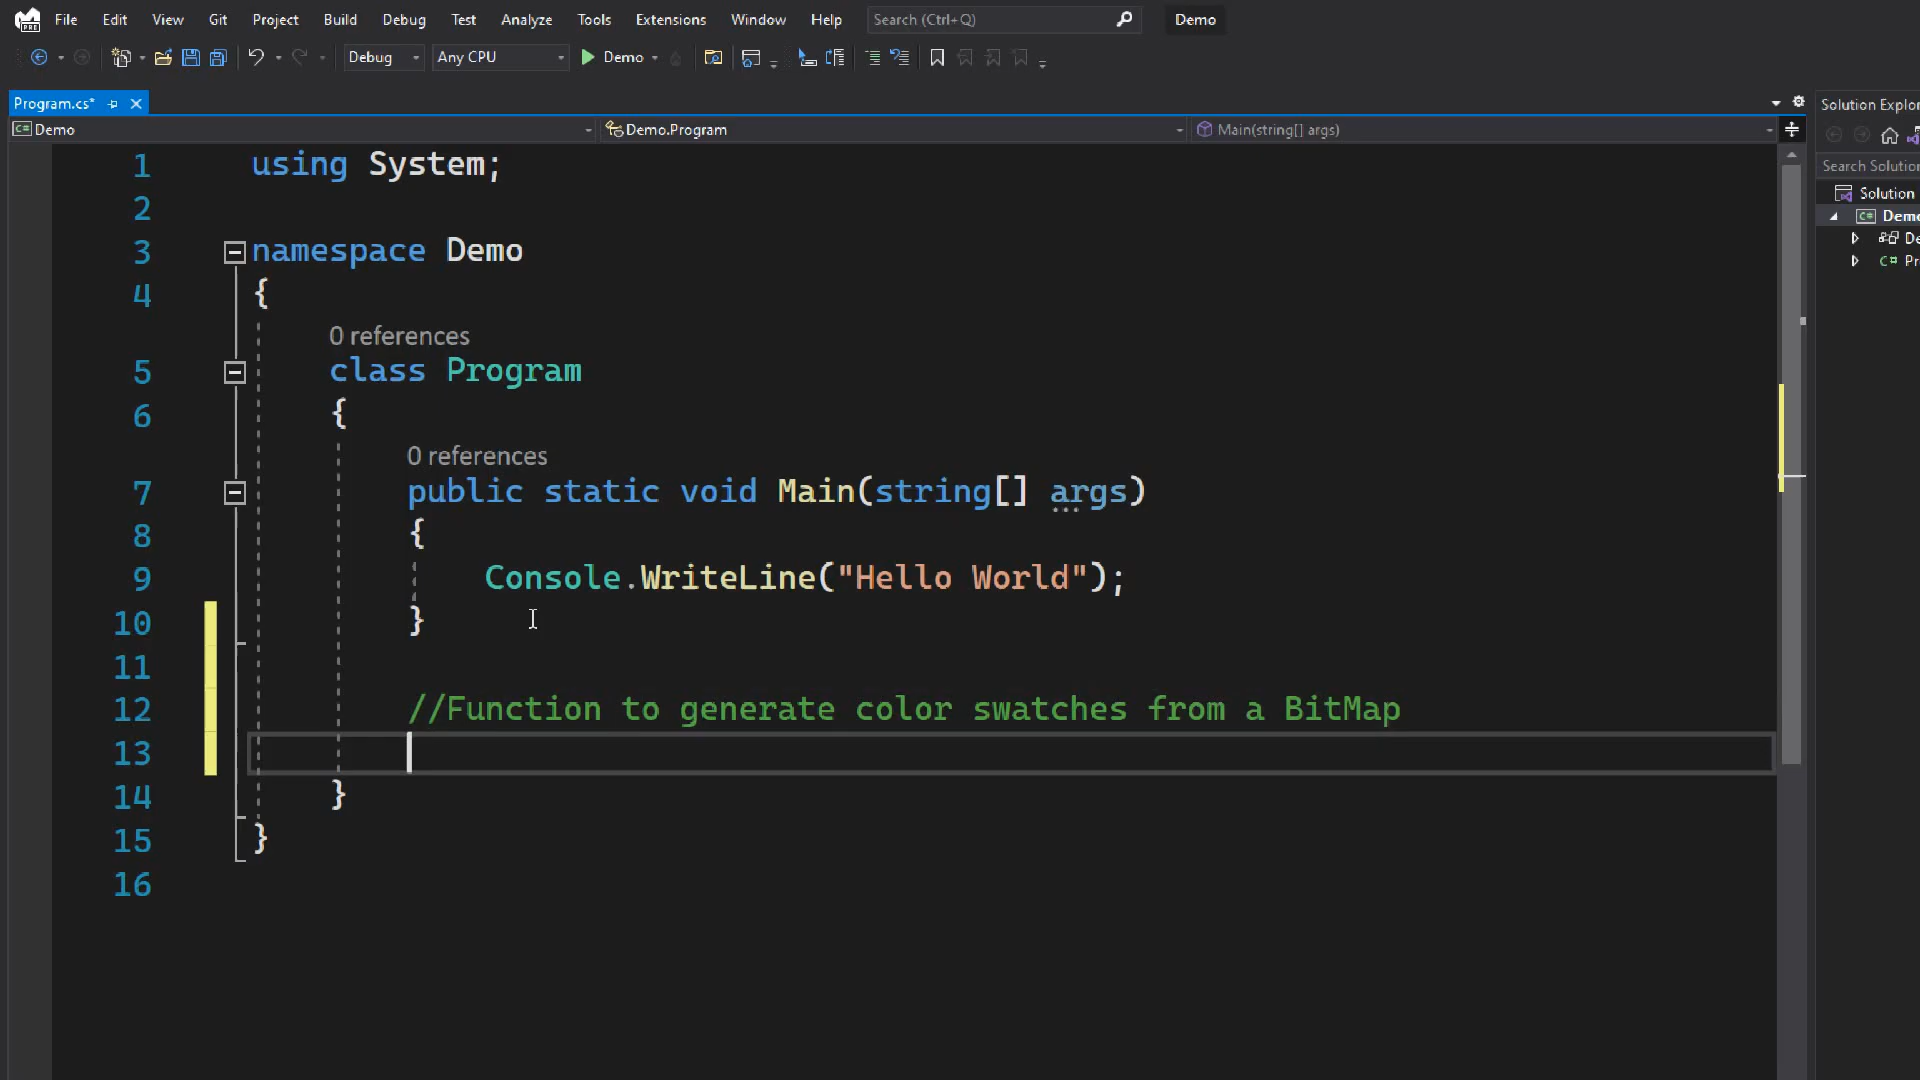 File Edit View Git Project Build Debug Test Analyze Tools Extensions Window Help Search (Ctrl+Q) Demo
Debug Any CPU Demo
Program.cs*
C# Demo Demo.Program Main(string[] args)
Solution Explor
Search Solution
Solution
C# Demo
De
C# Pr
1 using System;
2
3 namespace Demo
4 {
0 references
5 class Program
6 {
0 references
7 public static void Main(string[] args)
8 {
9 Console.WriteLine("Hello World");
10 }
11
12 //Function to generate color swatches from a BitMap
13
14 }
15 }
16